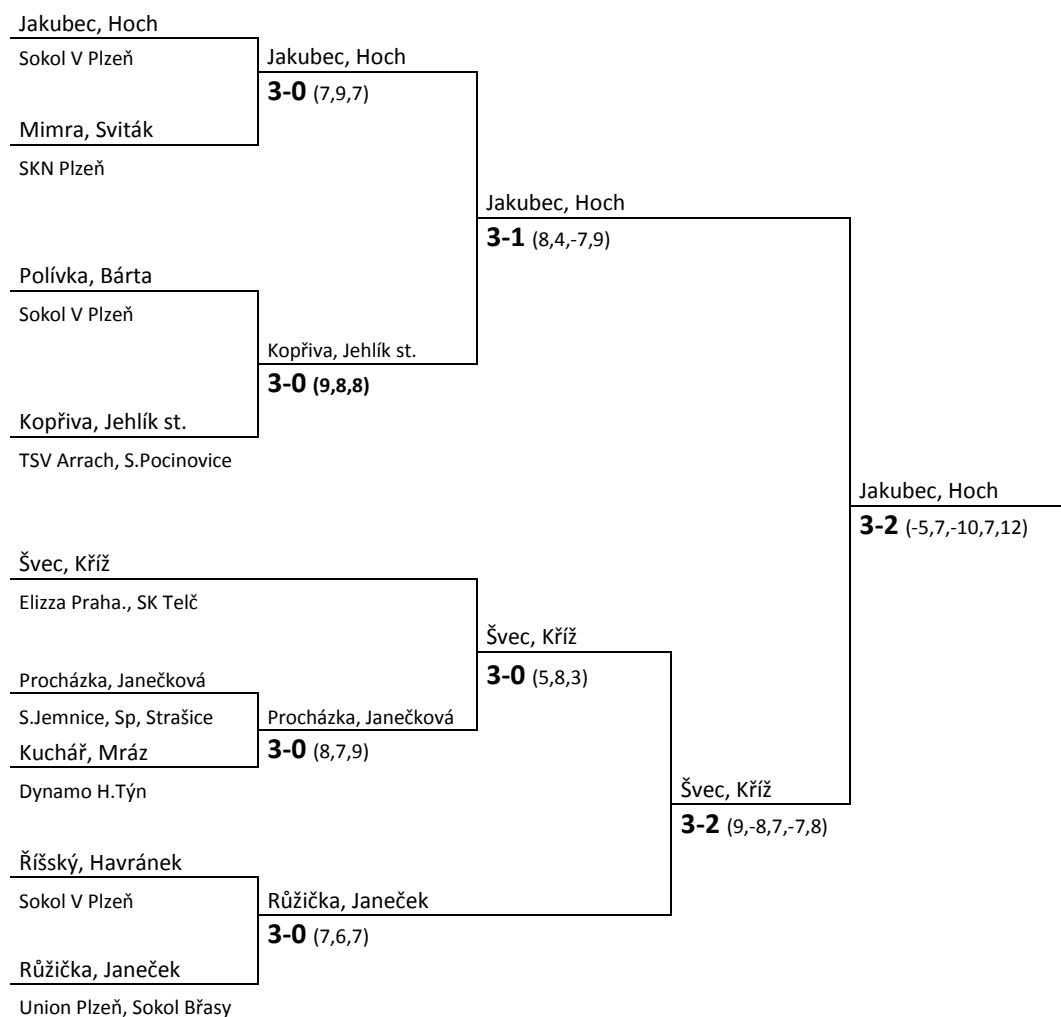 Jakubec, Hoch
Sokol V Plzeň
Jakubec, Hoch
3-0 (7,9,7)
Mimra, Sviták
SKN Plzeň
Jakubec, Hoch
3-1 (8,4,-7,9)
Polívka, Bárta
Sokol V Plzeň
Kopřiva, Jehlík st.
3-0 (9,8,8)
Kopřiva, Jehlík st.
TSV Arrach, S.Pocinovice
Jakubec, Hoch
3-2 (-5,7,-10,7,12)
Švec, Kříž
Elizza Praha., SK Telč
Švec, Kříž
3-0 (5,8,3)
Procházka, Janečková
S.Jemnice, Sp, Strašice
Procházka, Janečková
Kuchář, Mráz
3-0 (8,7,9)
Dynamo H.Týn
Švec, Kříž
3-2 (9,-8,7,-7,8)
Říšský, Havránek
Sokol V Plzeň
Růžička, Janeček
3-0 (7,6,7)
Růžička, Janeček
Union Plzeň, Sokol Břasy